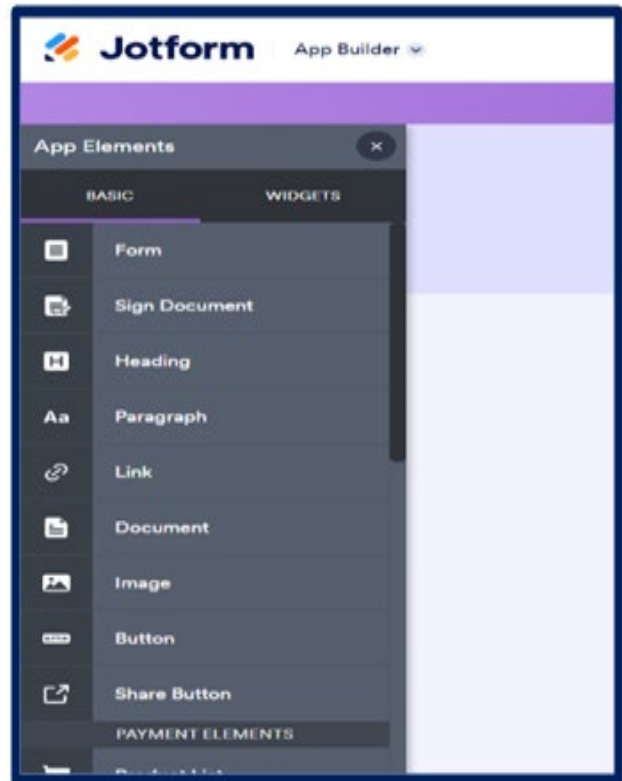 Jotform App Builder
App Elements
BASIC WIDGETS
Form
Sign Document
Heading
Aa Paragraph
Link
Document
Image
Button
Share Button
PAYMENT ELEMENTS